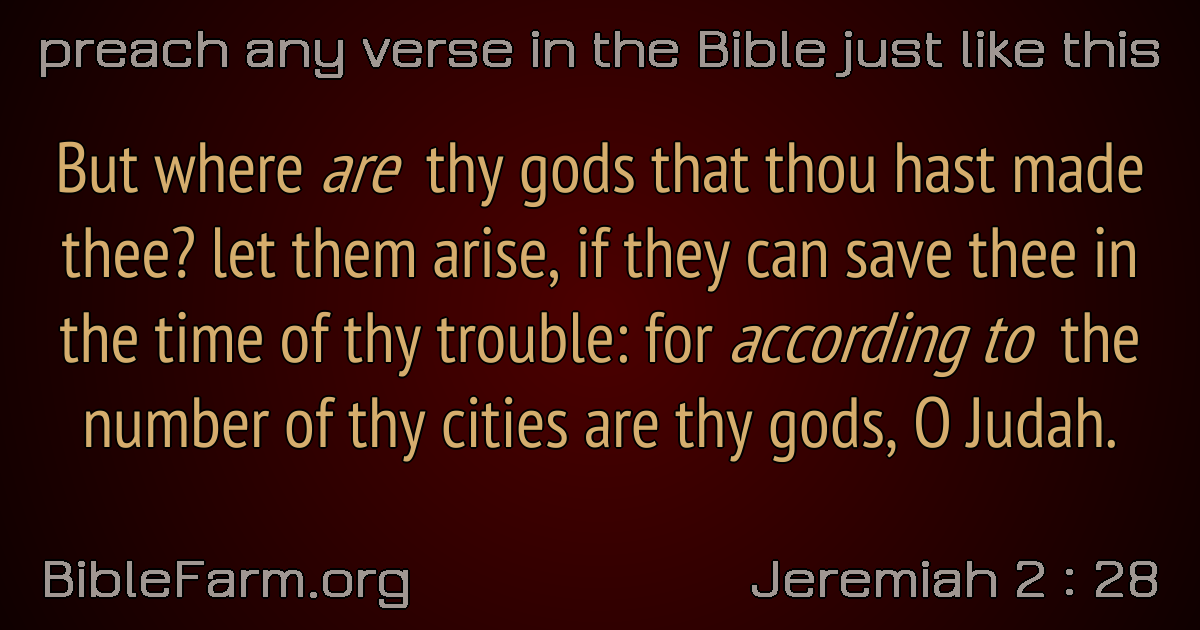 preach any verse in the Bible just like this
But where are thy gods that thou hast made
thee? let them arise, if they can save thee in
the time of thy trouble: for according to the
number of thy cities are thy gods, O Judah.
BibleFarm.org
Jeremiah 2 : 28